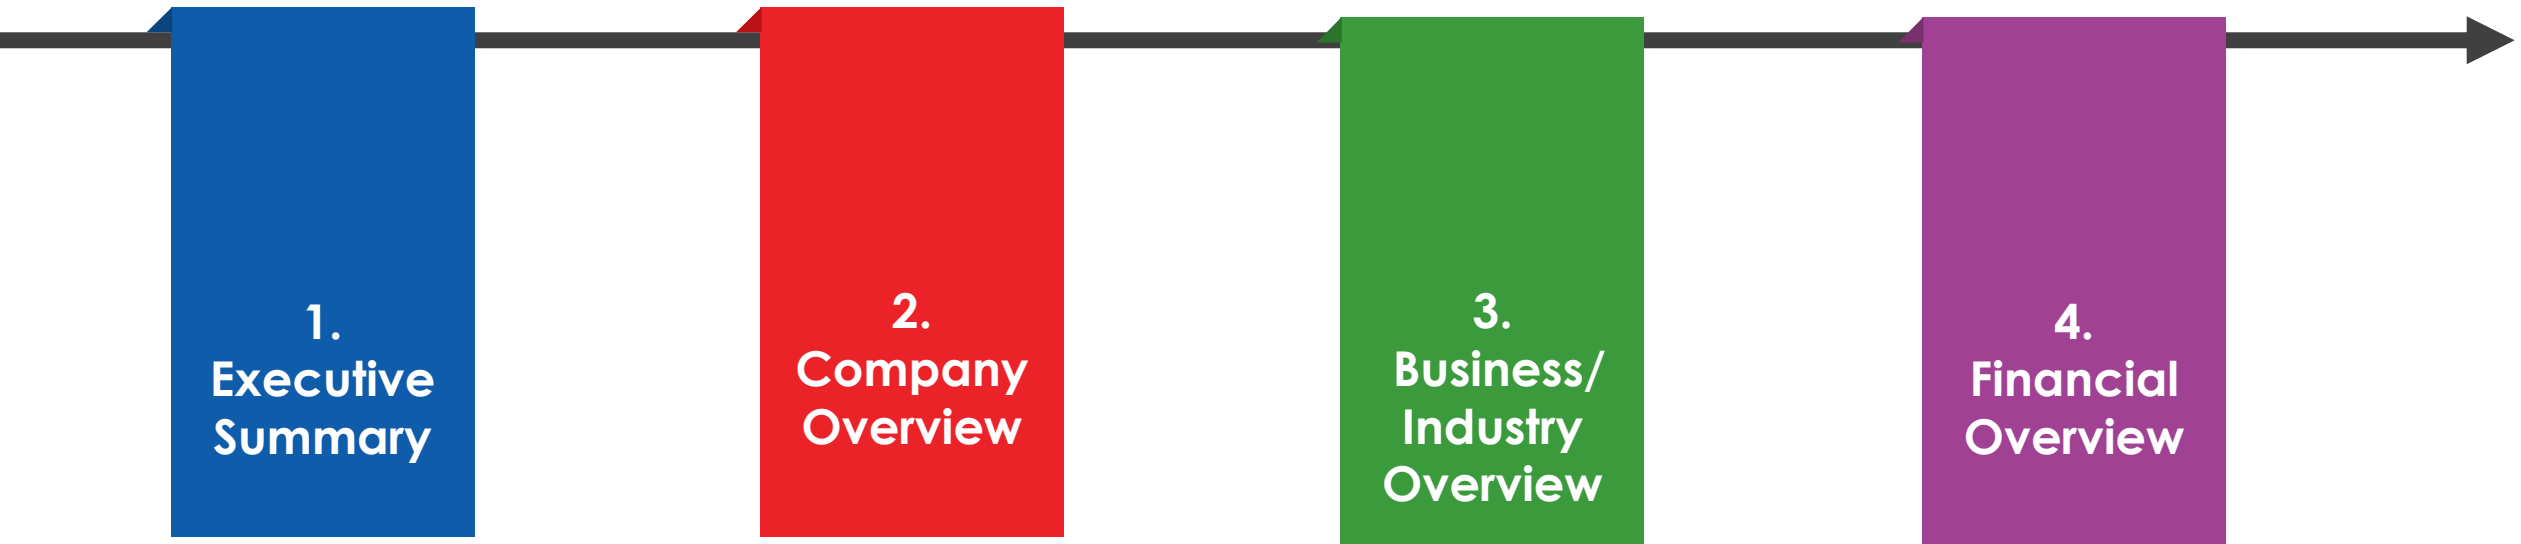 1.
Executive
Summary
2.
Company
Overview
3.
Business/
Industry
Overview
4.
Financial
Overview